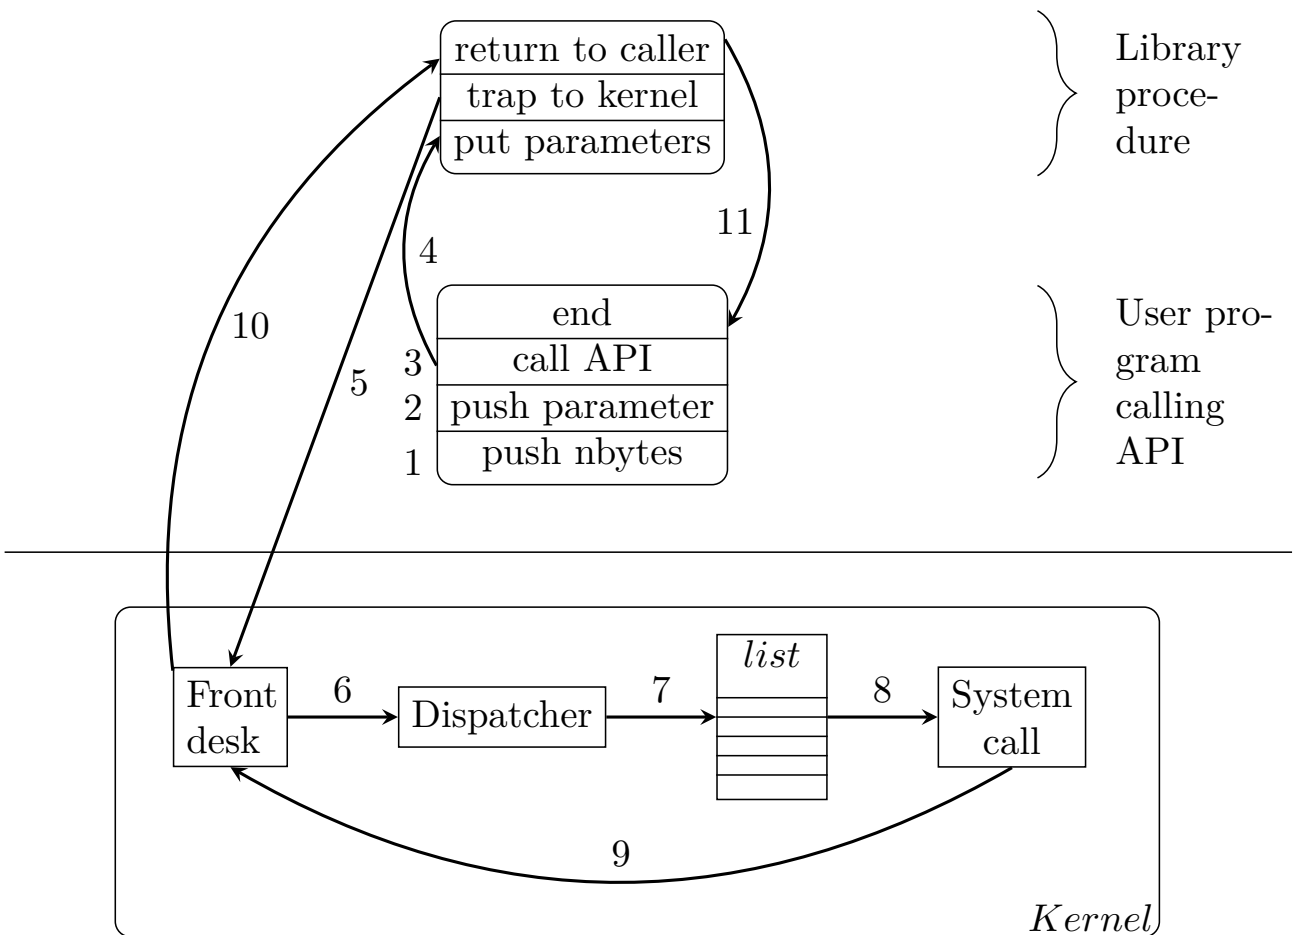 return to caller
trap to kernel
put parameters
Library
proce-
dure
11
4
10
5
end
call API
push parameter
push nbytes
3
2
1
User pro-
gram
calling
API
Front
desk
6
Dispatcher
7
list
8
System
call
9
Kernel